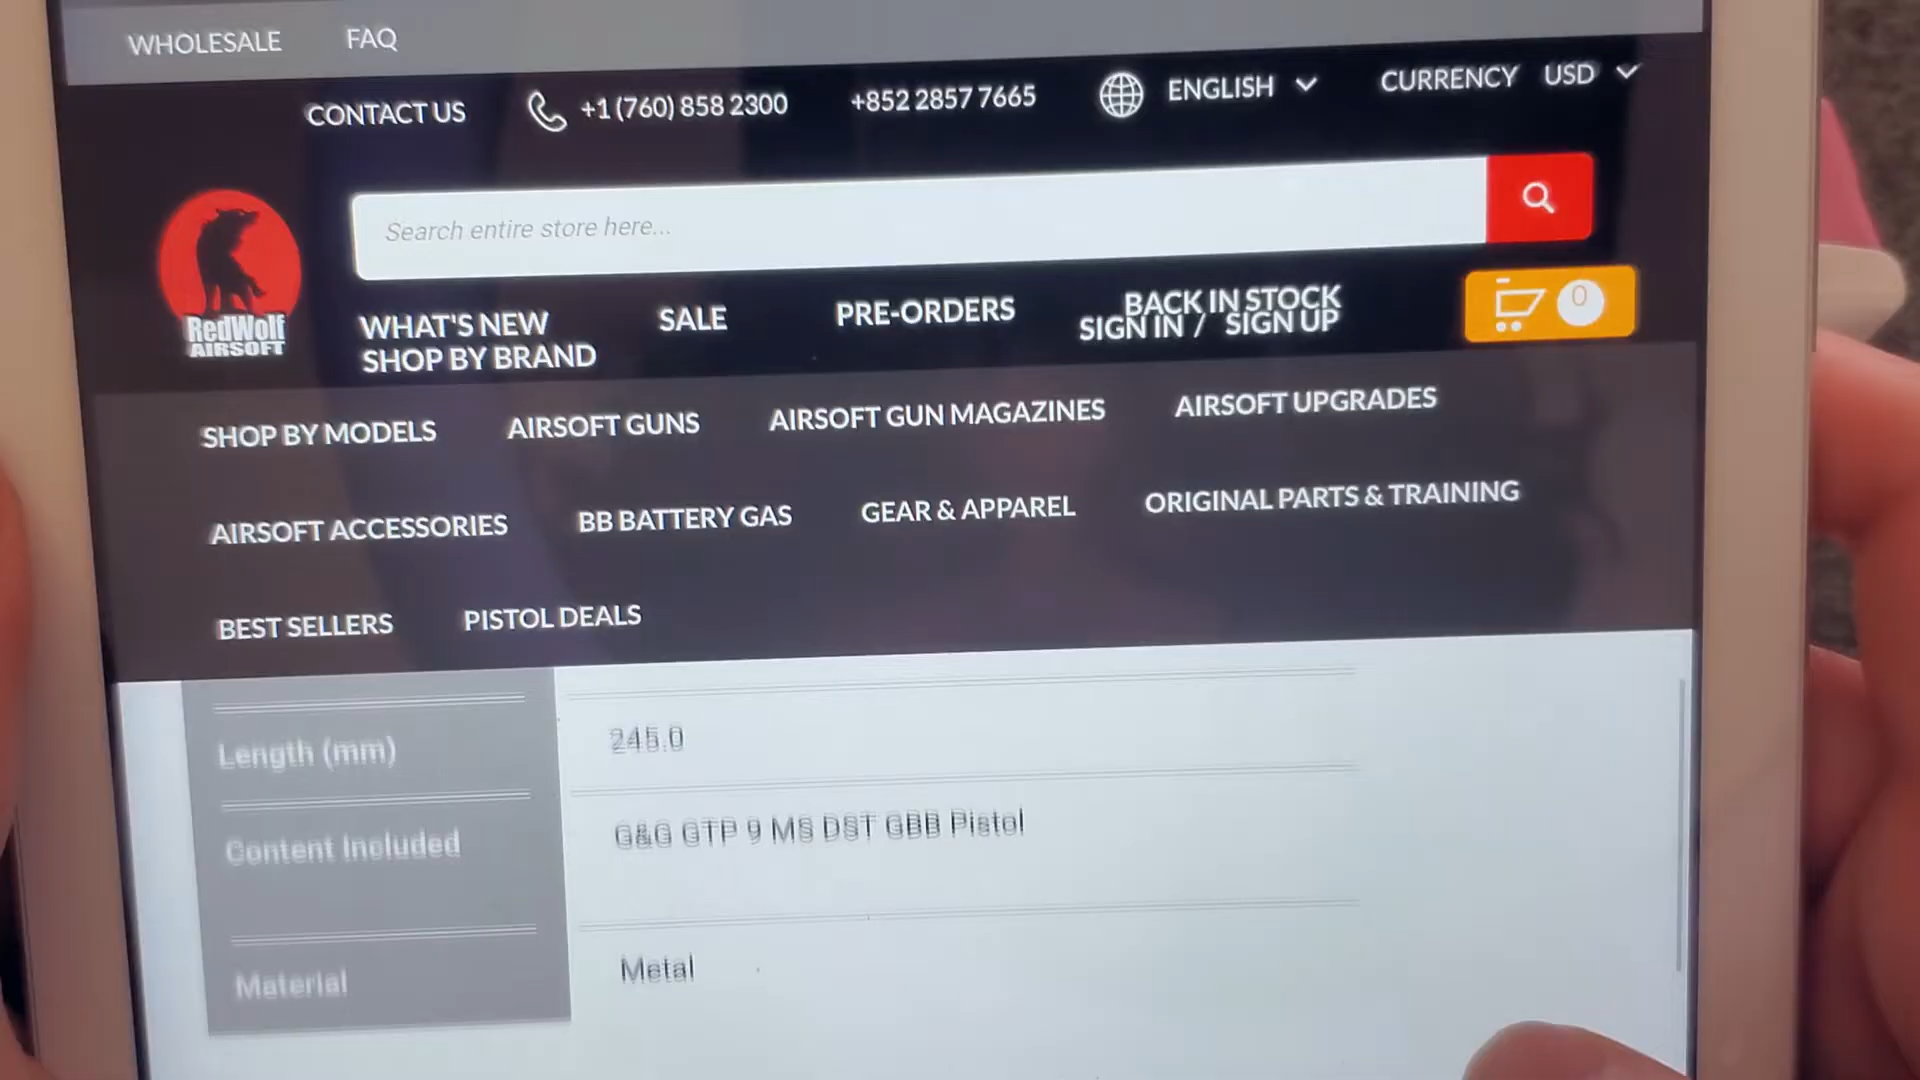 WHOLESALE FAQ
CONTACT US +1 (760) 858 2300 +852 2857 7665 ENGLISH CURRENCY USD
Search entire store here...
RedWolf
AIRSOFT
WHAT'S NEW SALE PRE-ORDERS BACK IN STOCK
SHOP BY BRAND SIGN IN / SIGN UP 0
SHOP BY MODELS AIRSOFT GUNS AIRSOFT GUN MAGAZINES AIRSOFT UPGRADES
AIRSOFT ACCESSORIES BB BATTERY GAS GEAR & APPAREL ORIGINAL PARTS & TRAINING
BEST SELLERS PISTOL DEALS
Length (mm) 245.0
Content Included G&G GTP 9 MS DST GBB Pistol
Material Metal